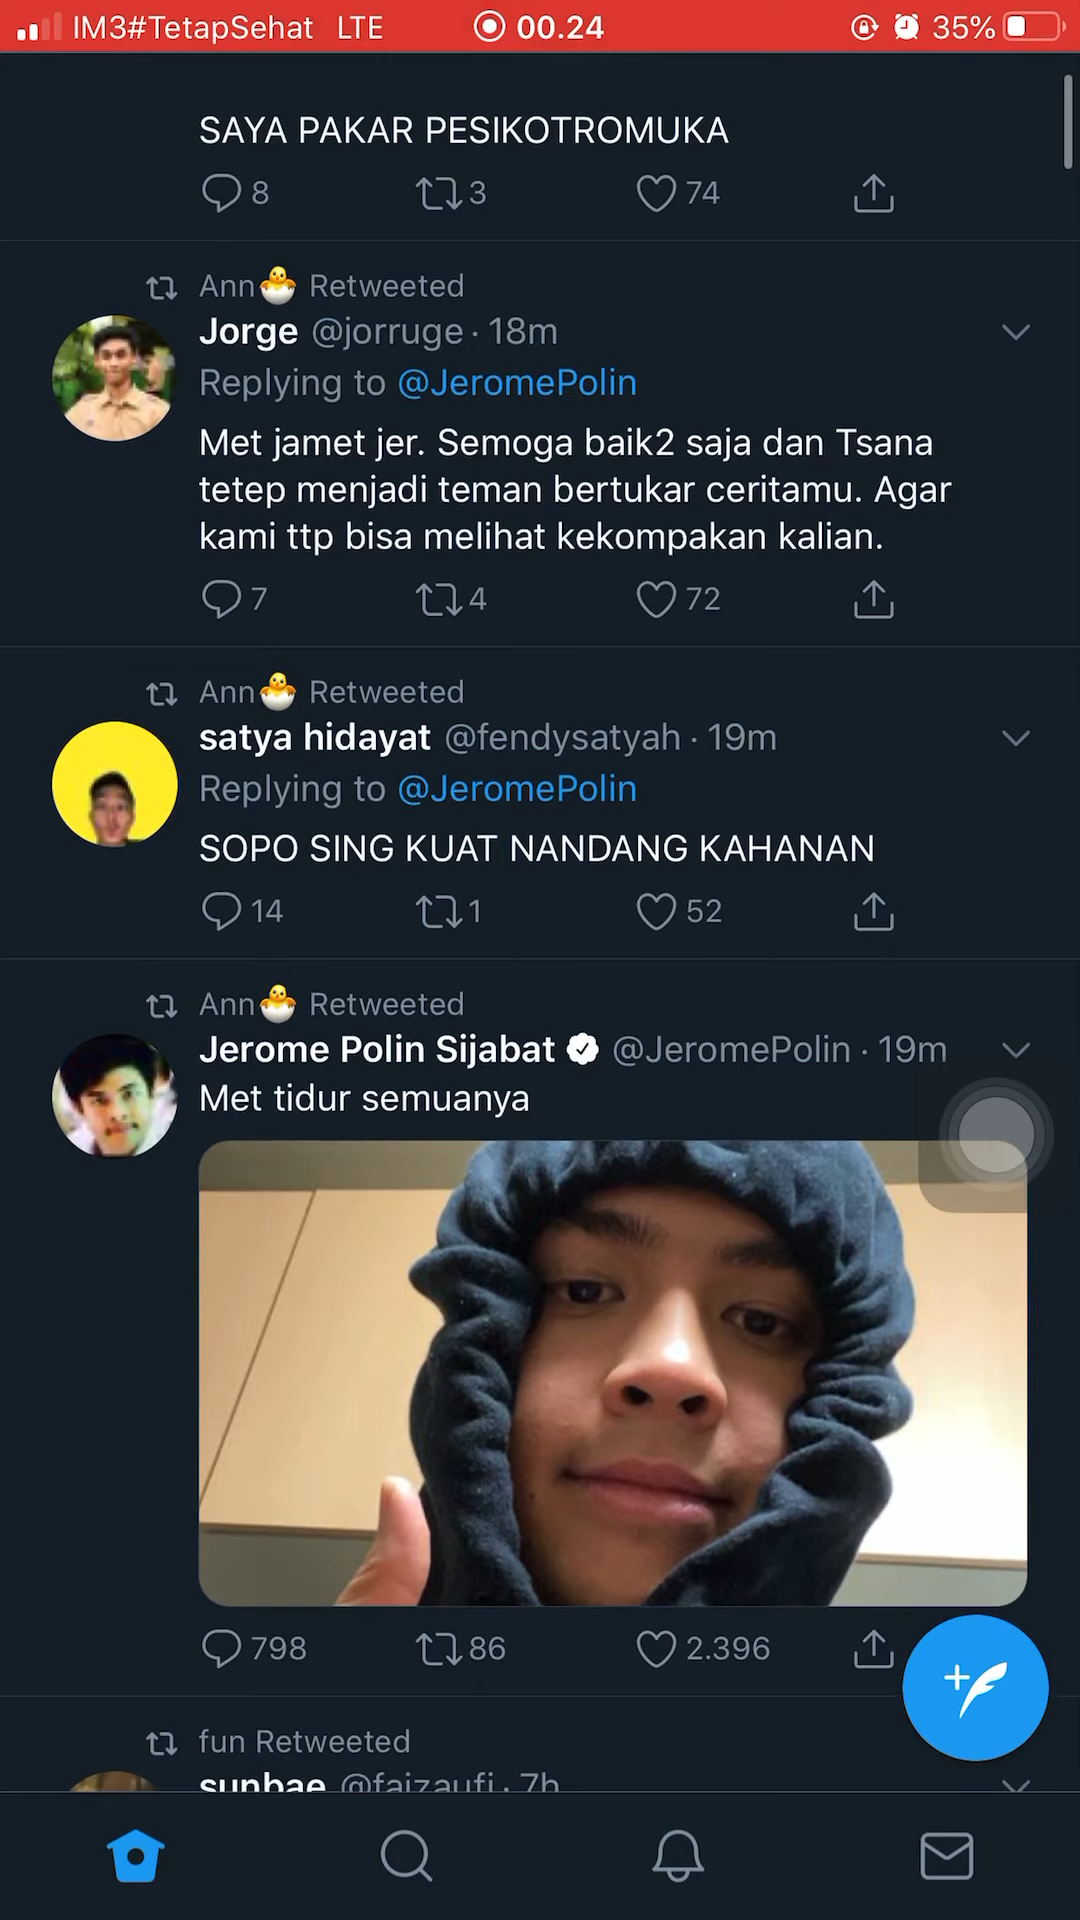 IM3#TetapSehat LTE 00.24 35%
SAYA PAKAR PESIKOTROMUKA
8 3 74
Ann🐣 Retweeted
Jorge @jorruge · 18m
Replying to @JeromePolin
Met jamet jer. Semoga baik2 saja dan Tsana
tetep menjadi teman bertukar ceritamu. Agar
kami ttp bisa melihat kekompakan kalian.
7 4 72
Ann🐣 Retweeted
satya hidayat @fendysatyah · 19m
Replying to @JeromePolin
SOPO SING KUAT NANDANG KAHANAN
14 1 52
Ann🐣 Retweeted
Jerome Polin Sijabat @JeromePolin · 19m
Met tidur semuanya
798 86 2.396
fun Retweeted
sunbae @faizaufi · 7h